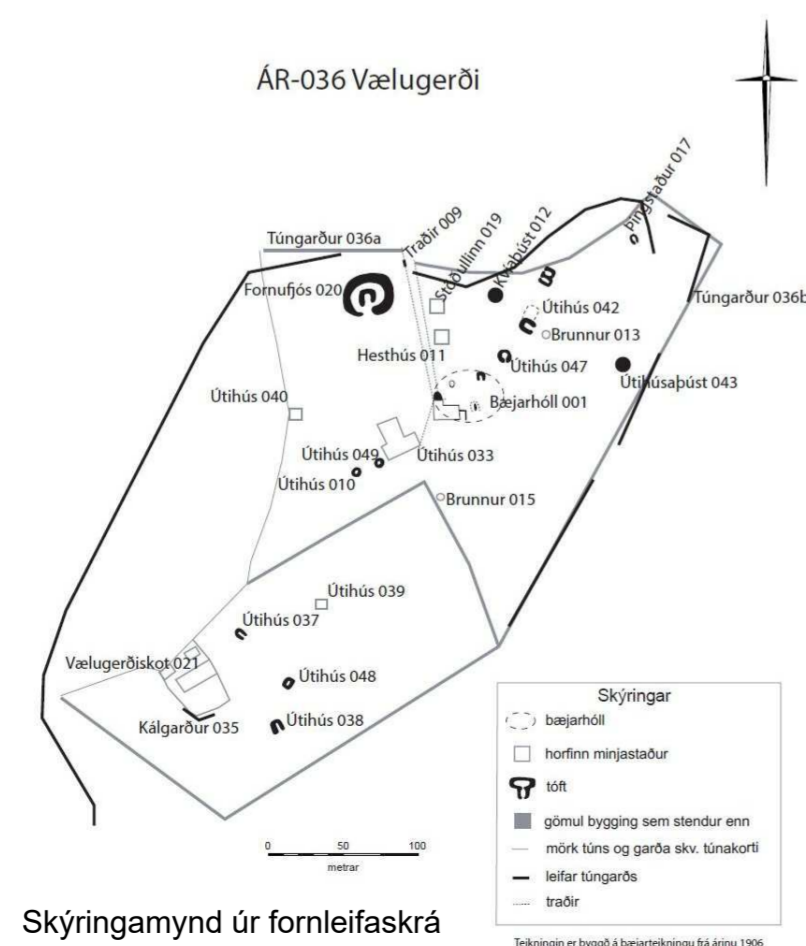 ÁR-036 Vælugerði
Þingstaður 017
Túngarður 036a
Traðir 009
Stöðullinn 019
Kvíaþúst 012
Fornufjós 020
Túngarður 036b
Útihús 042
Brunnur 013
Hesthús 011
Útihús 047
Útihúsaþúst 043
Útihús 040
Bæjarhóll 001
Útihús 049
Útihús 033
Útihús 010
Brunnur 015
Útihús 039
Útihús 037
Vælugerðiskot 021
Útihús 048
Kálgarður 035
Útihús 038
Skýringar
bæjarhóll
horfinn minjastaður
tóft
gömul bygging sem stendur enn
mörk túns og garða skv. túnakorti
leifar túngarðs
traðir
0 50 100
metrar
Skýringamynd úr fornleifaskrá
Teikningin er byggð á bæjarteikningu frá árinu 1906